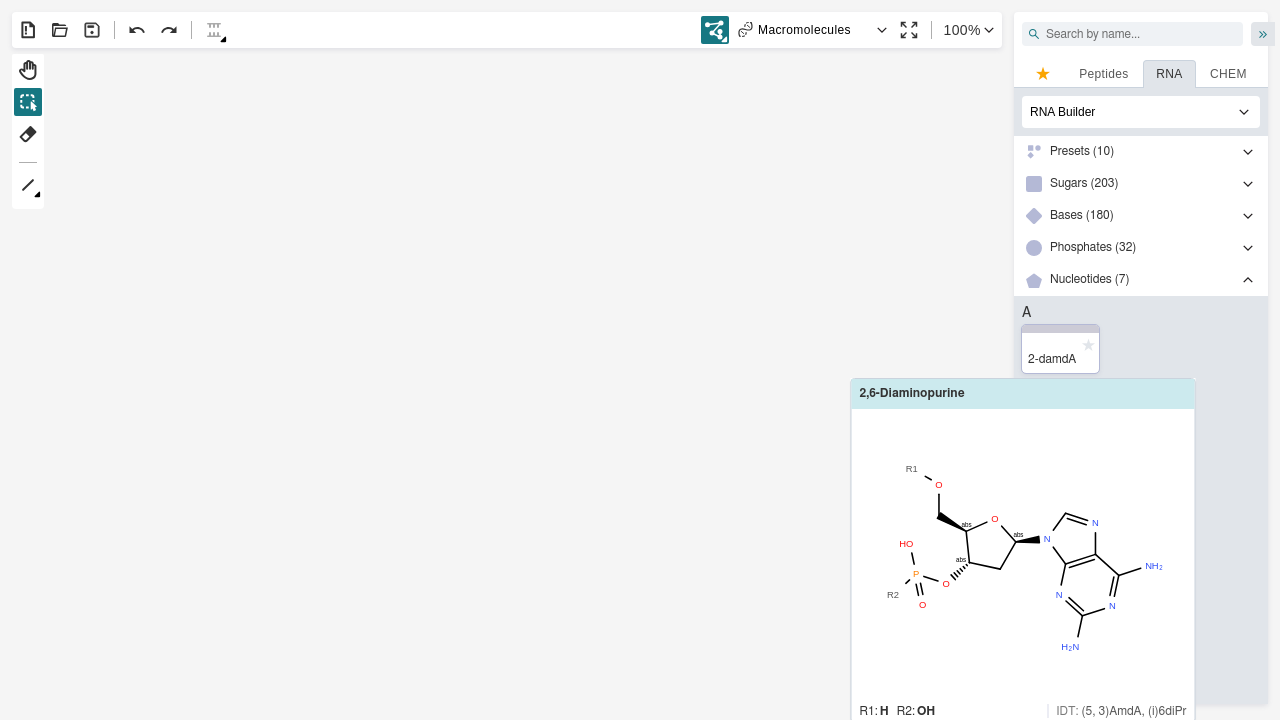 Macromolecules
100%
Search by name...
Peptides
RNA
CHEM
RNA Builder
Presets (10)
Sugars (203)
Bases (180)
Phosphates (32)
Nucleotides (7)
A
2-damdA
2,6-Diaminopurine
R1
O
abs
O
abs
N
N
HO
abs
P
O
NH₂
R2
O
N
N
H₂N
R1: H R2: OH
IDT: (5, 3)AmdA, (i)6diPr